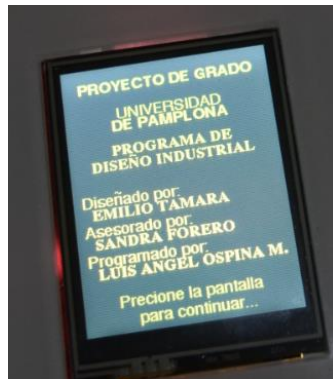 PROYECTO DE GRADO
UNIVERSIDAD
DE PAMPLONA
PROGRAMA DE
DISEÑO INDUSTRIAL
Diseñado por:
EMILIO TAMARA
Asesorado por:
SANDRA FORERO
Programado por:
LUIS ANGEL OSPINA M.
Precione la pantalla
para continuar...